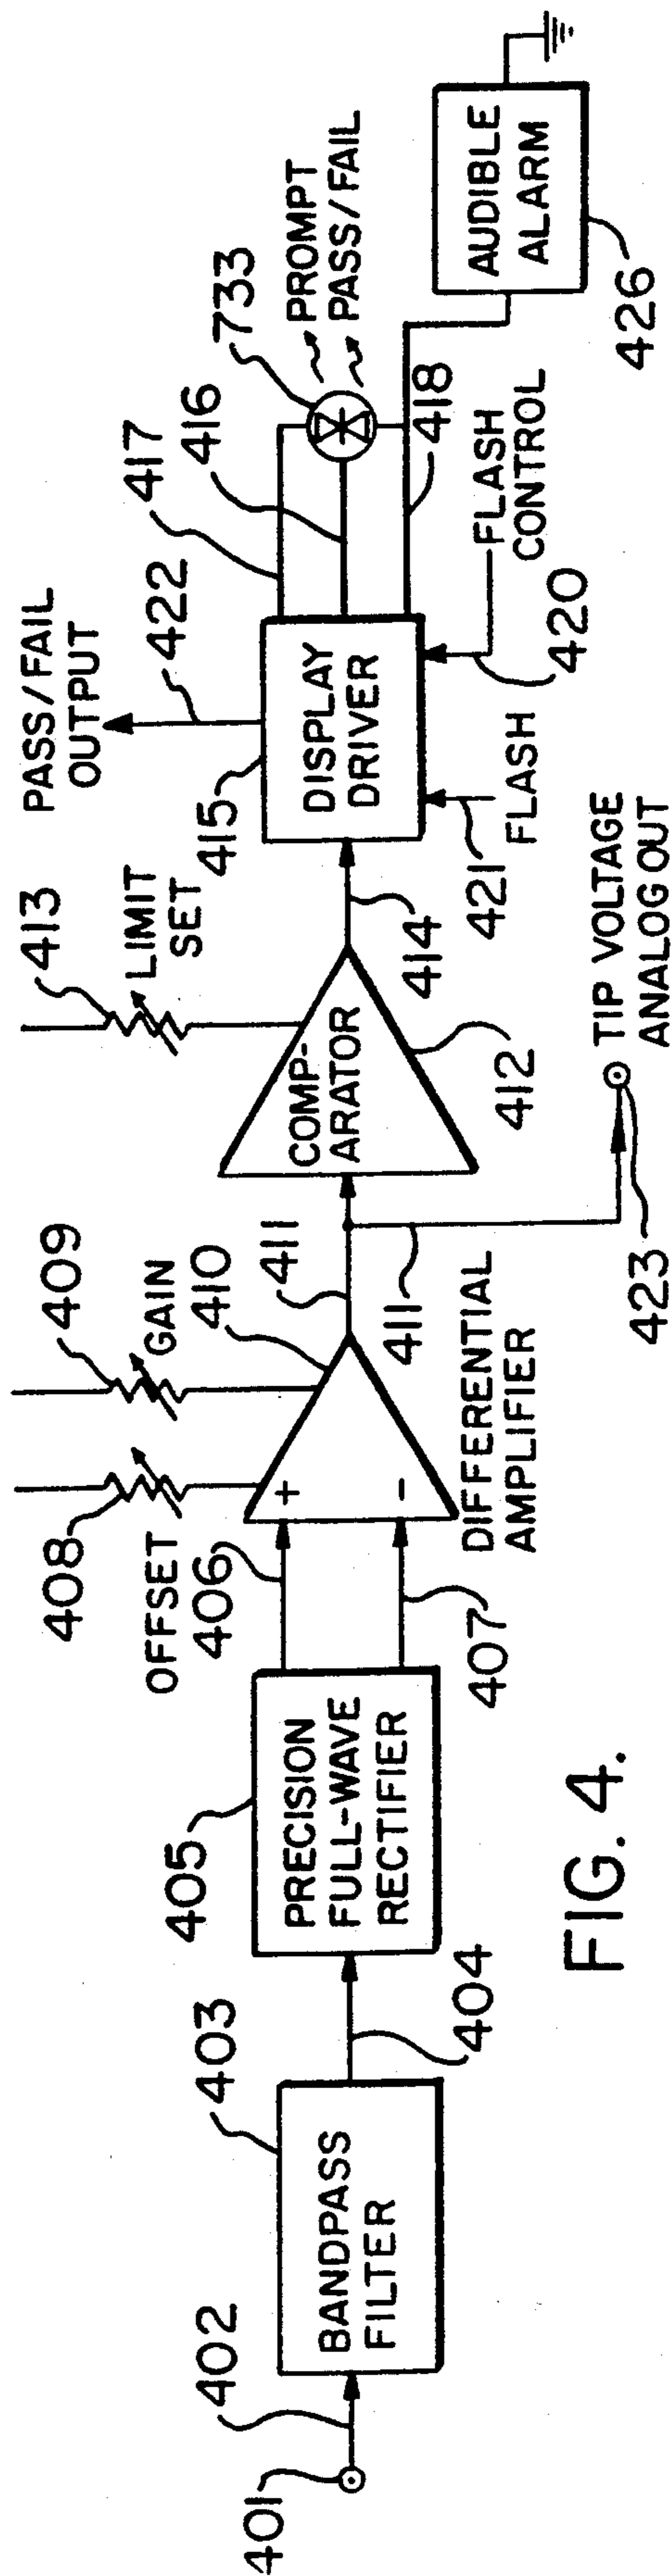 401
402
403
BANDPASS
FILTER
404
405
PRECISION
FULL-WAVE
RECTIFIER
406
407
408
OFFSET
409
GAIN
410
+
-
DIFFERENTIAL
AMPLIFIER
411
411
423
TIP VOLTAGE
ANALOG OUT
COMP-
ARATOR
412
413
LIMIT
SET
414
415
DISPLAY
DRIVER
PASS/FAIL
OUTPUT
422
421
FLASH
420
FLASH
CONTROL
417
416
418
733
PROMPT
PASS/FAIL
AUDIBLE
ALARM
426
FIG. 4.